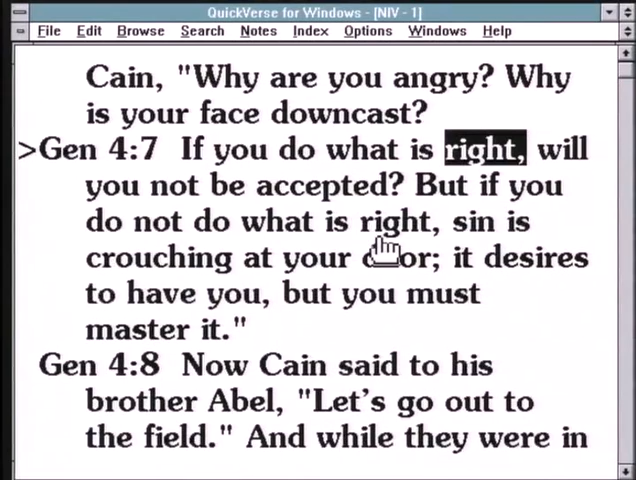 QuickVerse for Windows - [NIV - 1]
File Edit Browse Search Notes Index Options Windows Help
Cain, "Why are you angry? Why
is your face downcast?
>Gen 4:7 If you do what is right, will
you not be accepted? But if you
do not do what is right, sin is
crouching at your door; it desires
to have you, but you must
master it."
Gen 4:8 Now Cain said to his
brother Abel, "Let's go out to
the field." And while they were in